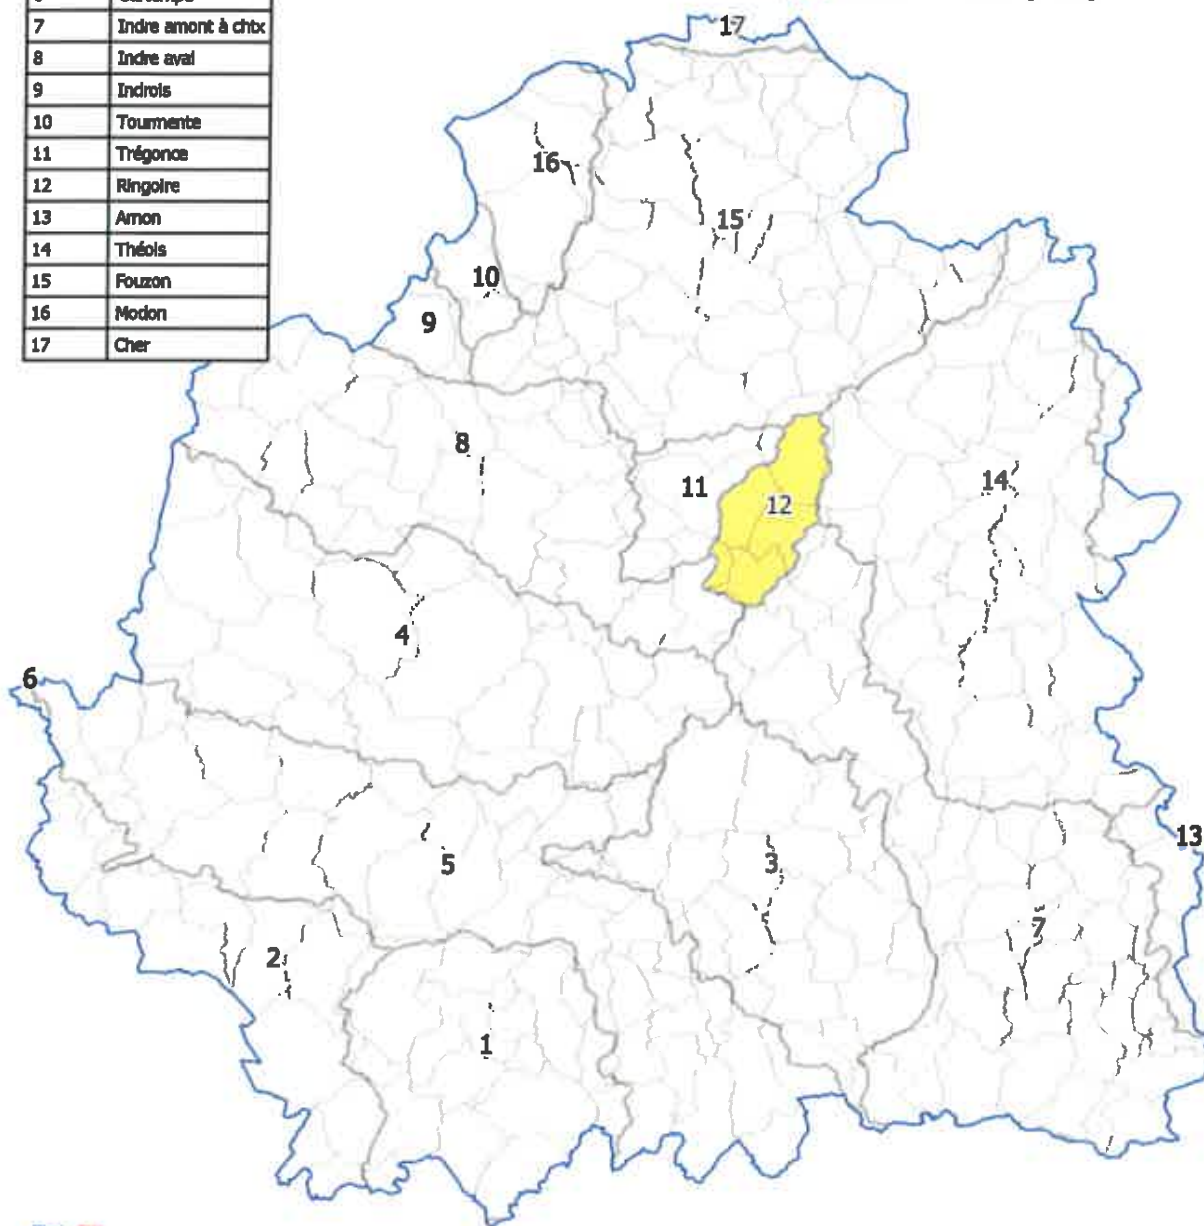 7 Indre amont à chtx
8 Indre aval
9 Indrois
10 Tourmente
11 Trégonce
12 Ringoire
13 Arnon
14 Théols
15 Fouzon
16 Modon
17 Cher
17
16
15
10
9
8
11
12
14
4
6
13
5
3
7
2
1